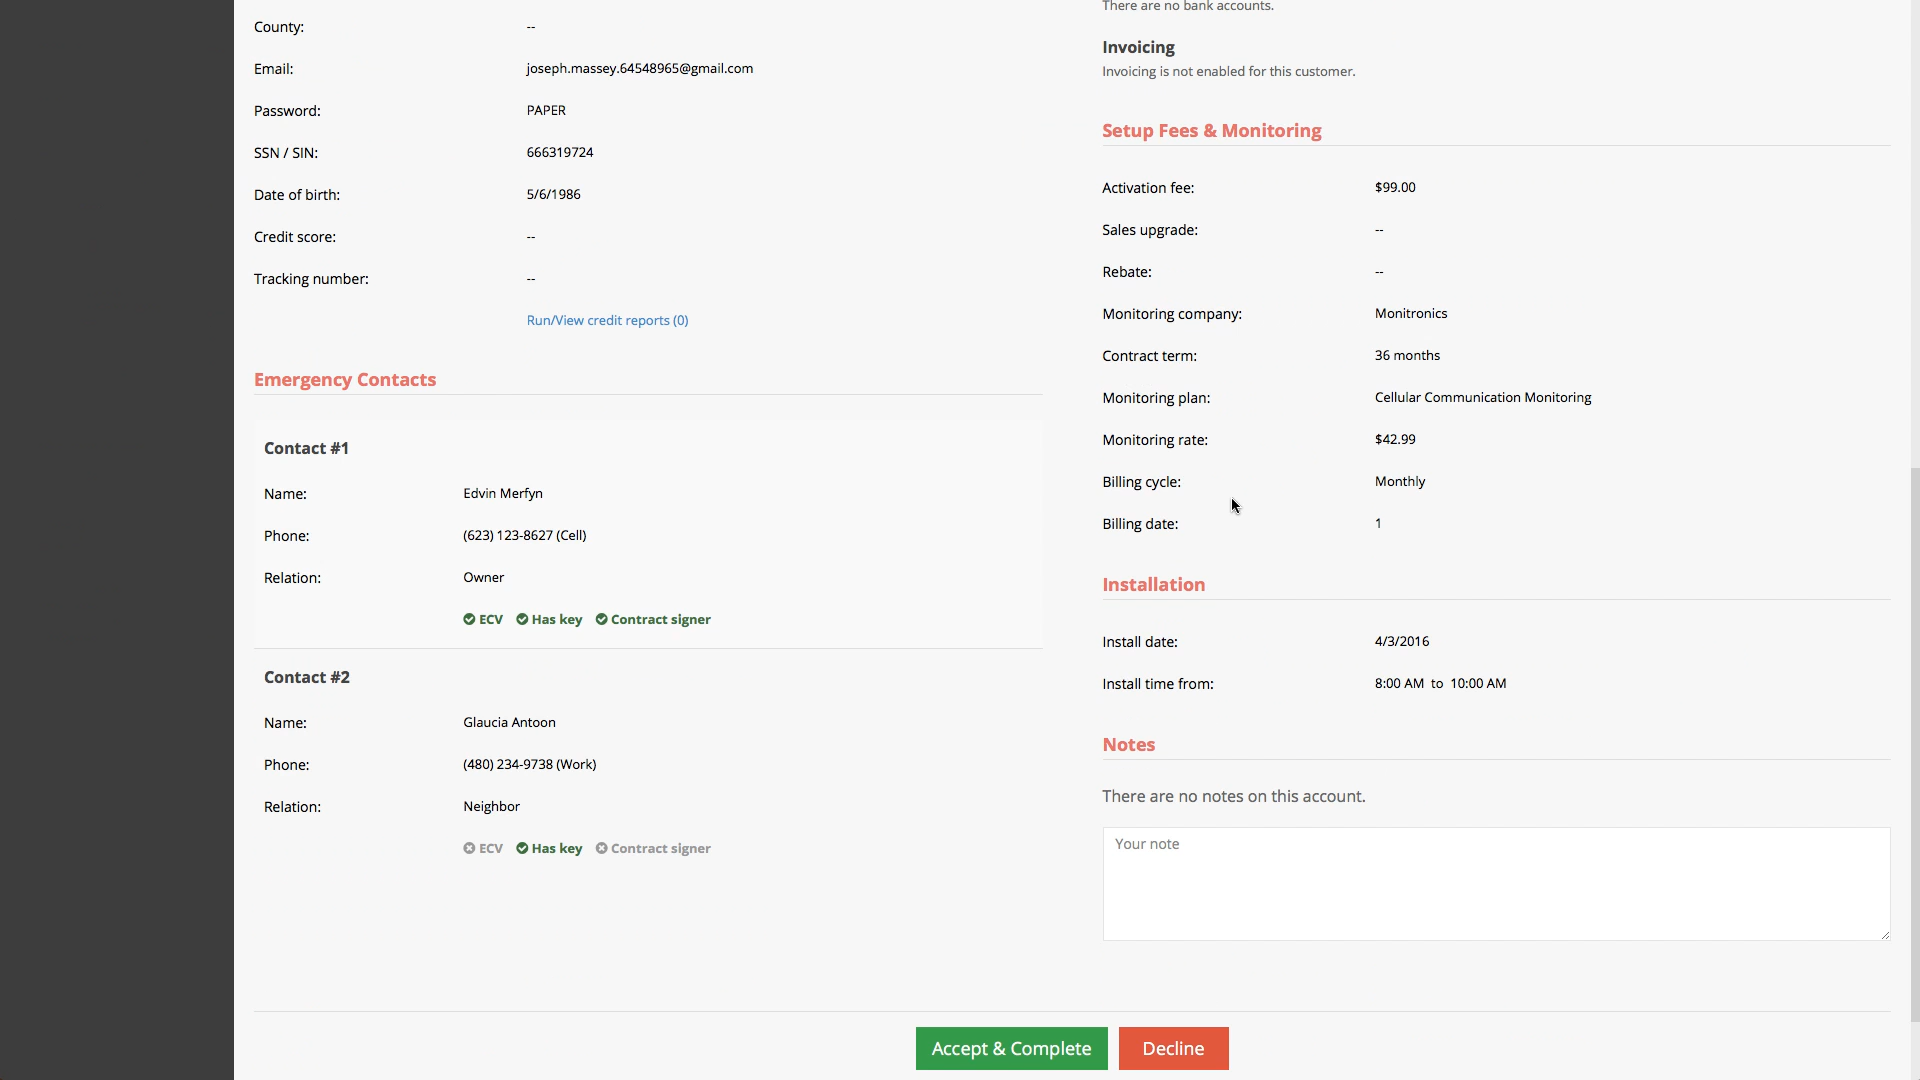 County: --
Email: joseph.massey.64548965@gmail.com
Password: PAPER
SSN / SIN: 666319724
Date of birth: 5/6/1986
Credit score: --
Tracking number: --
Run/View credit reports (0)
Emergency Contacts
Contact #1
Name: Edvin Merfyn
Phone: (623) 123-8627 (Cell)
Relation: Owner
ECV Has key Contract signer
Contact #2
Name: Glaucia Antoon
Phone: (480) 234-9738 (Work)
Relation: Neighbor
ECV Has key Contract signer
There are no bank accounts.
Invoicing
Invoicing is not enabled for this customer.
Setup Fees & Monitoring
Activation fee: $99.00
Sales upgrade: --
Rebate: --
Monitoring company: Monitronics
Contract term: 36 months
Monitoring plan: Cellular Communication Monitoring
Monitoring rate: $42.99
Billing cycle: Monthly
Billing date: 1
Installation
Install date: 4/3/2016
Install time from: 8:00 AM to 10:00 AM
Notes
There are no notes on this account.
Your note
Accept & Complete Decline